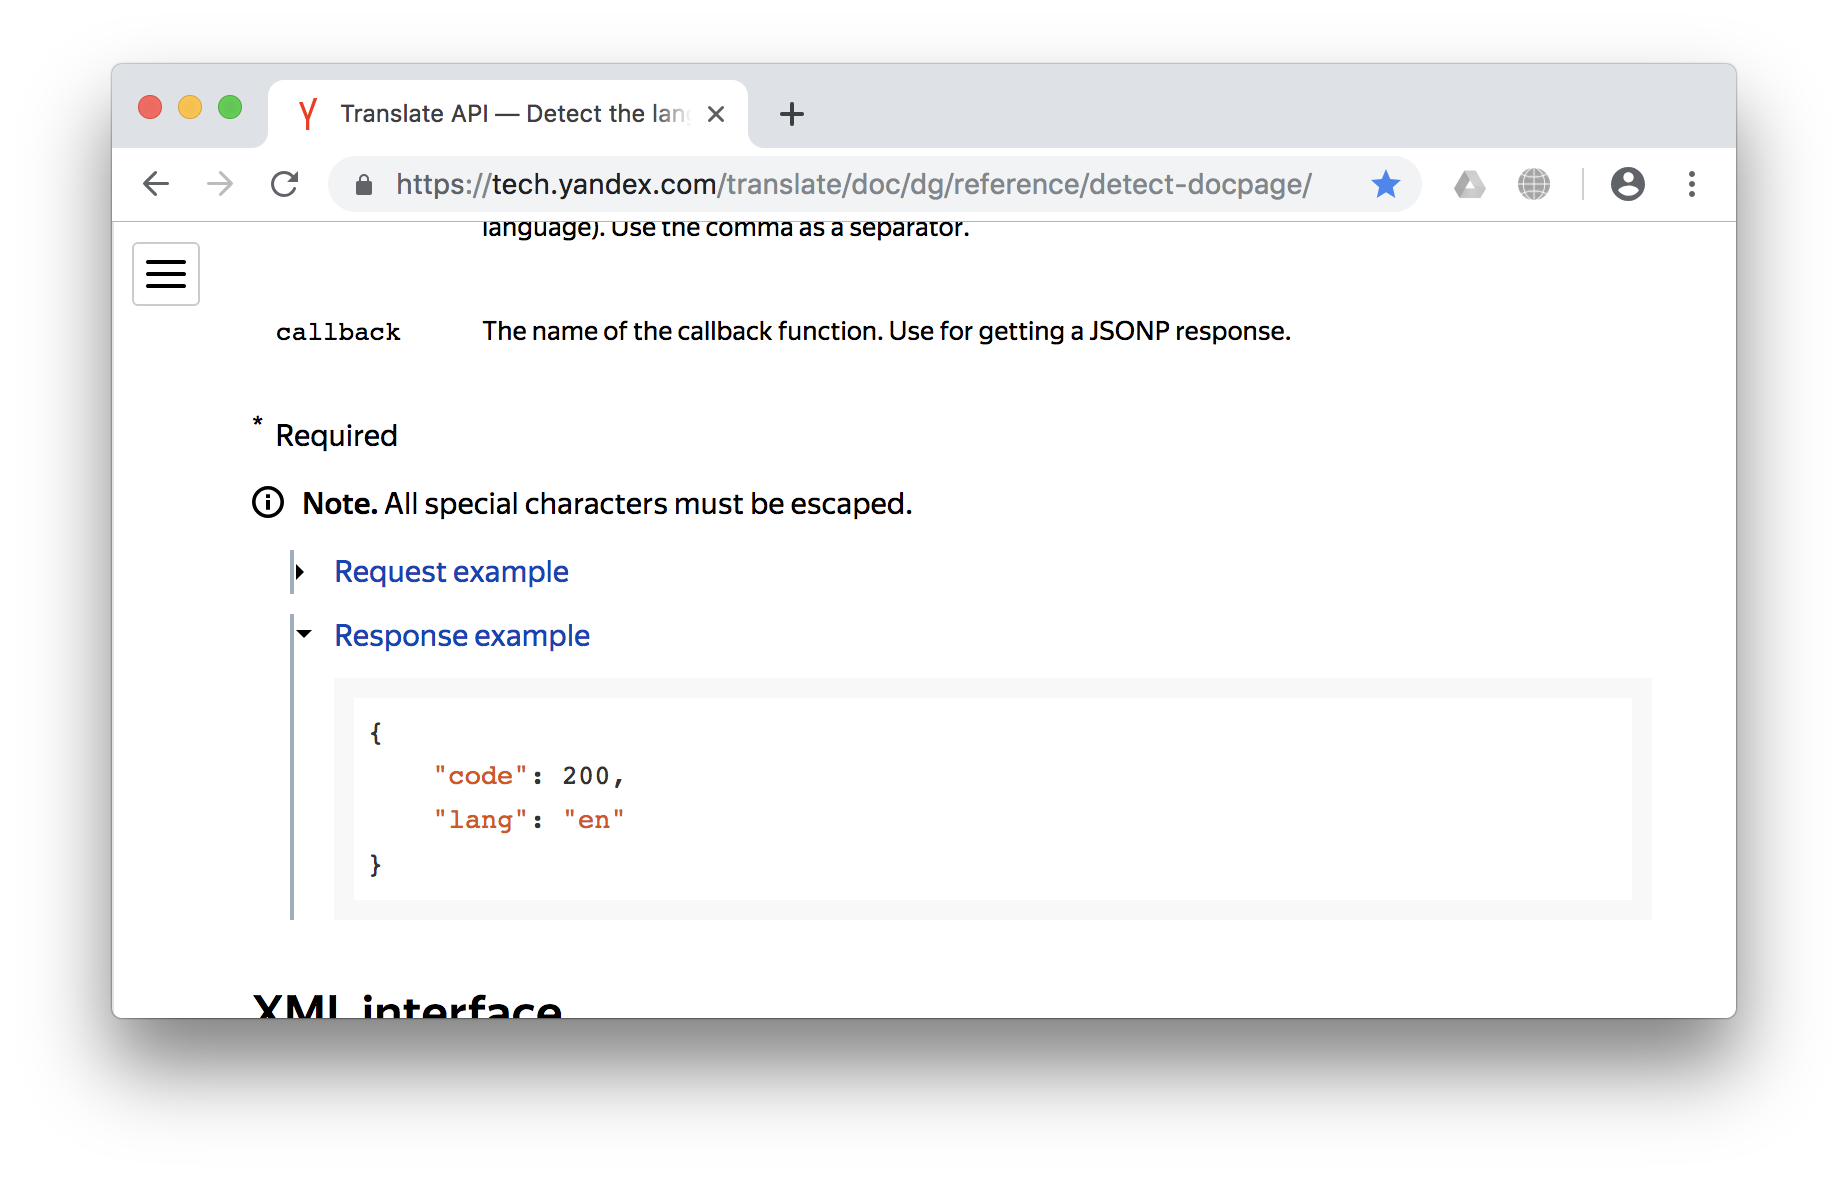 Translate API — Detect the lan
https://tech.yandex.com/translate/doc/dg/reference/detect-docpage/
language). Use the comma as a separator.
callback The name of the callback function. Use for getting a JSONP response.
* Required
Note. All special characters must be escaped.
Request example
Response example
{
"code": 200,
"lang": "en"
}
XML interface